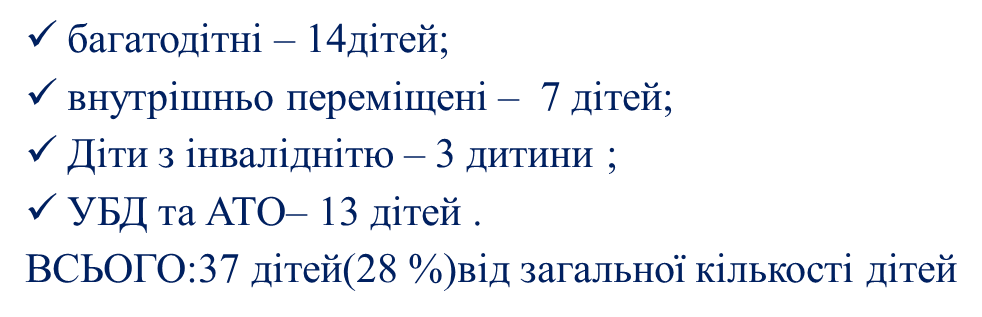 ✓ багатодітні – 14дітей;
✓ внутрішньо переміщені – 7 дітей;
✓ Діти з інваліднітю – 3 дитини ;
✓ УБД та АТО– 13 дітей .
ВСЬОГО:37 дітей(28 %)від загальної кількості дітей